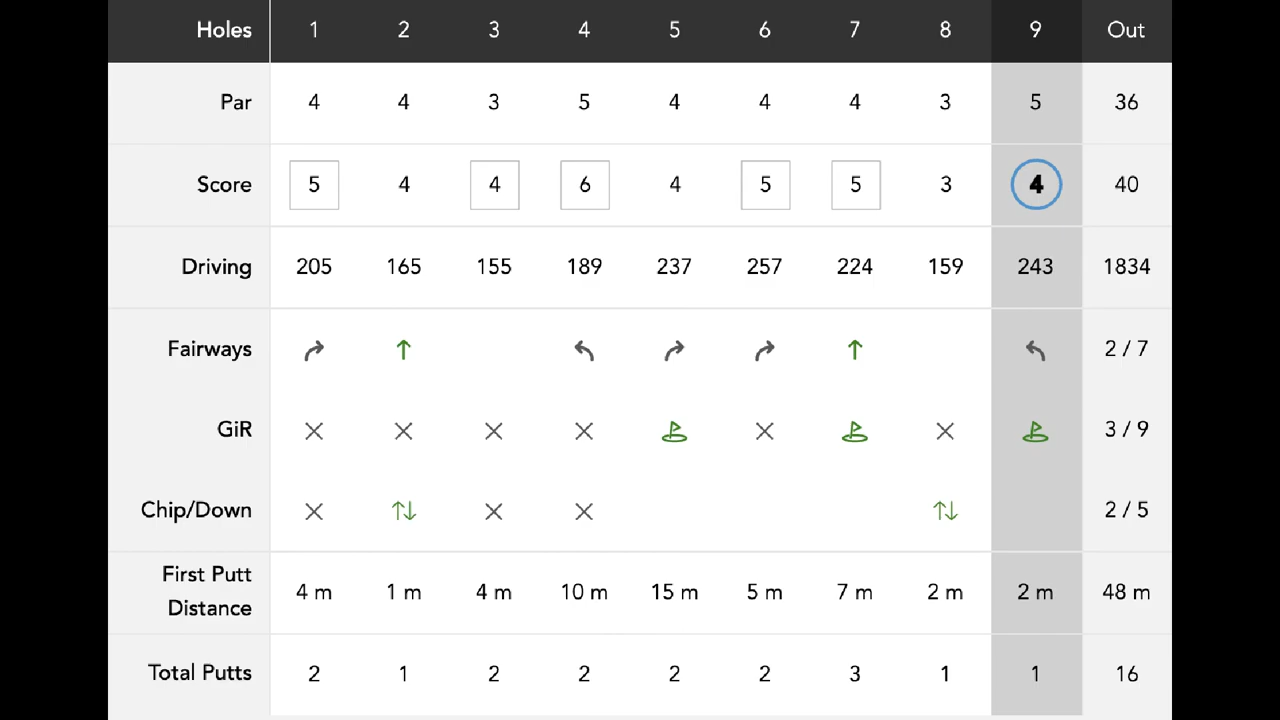 Holes 1 2 3 4 5 6 7 8 9 Out
Par 4 4 3 5 4 4 4 3 5 36
Score 5 4 4 6 4 5 5 3 4 40
Driving 205 165 155 189 237 257 224 159 243 1834
Fairways 2 / 7
GiR 3 / 9
Chip/Down 2 / 5
First Putt
Distance 4 m 1 m 4 m 10 m 15 m 5 m 7 m 2 m 2 m 48 m
Total Putts 2 1 2 2 2 2 3 1 1 16